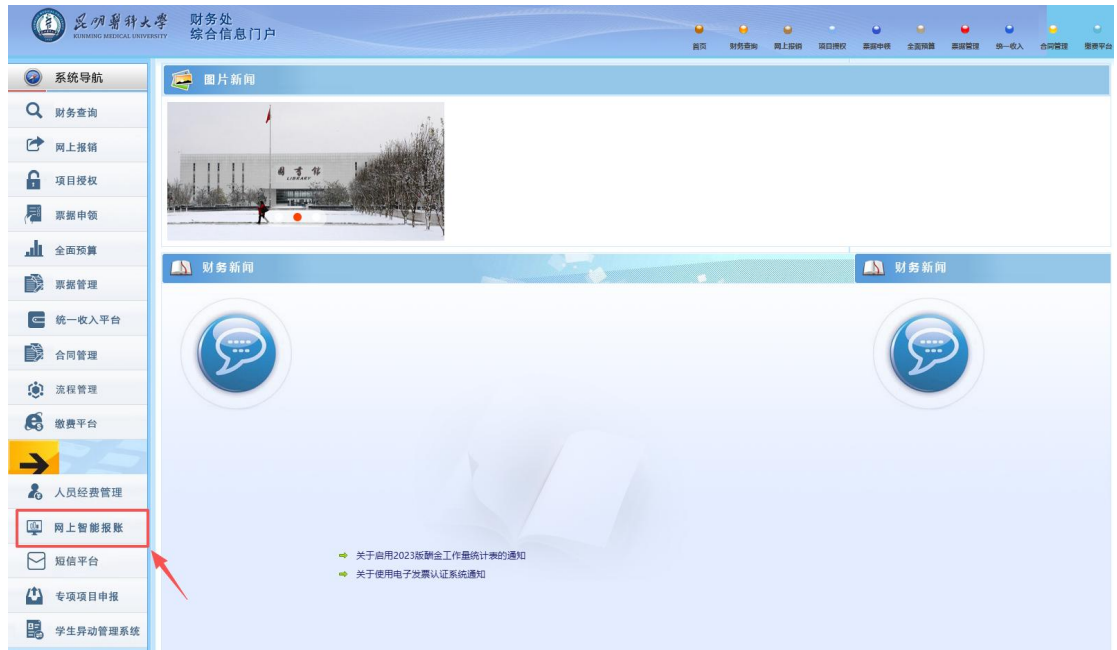 昆明医科大学
KUNMING MEDICAL UNIVERSITY
财务处
综合信息门户
首页 财务查询 网上报销 项目授权 票据申领 全面预算 票据管理 统一收入 合同管理 缴费平台
系统导航
财务查询
网上报销
项目授权
票据申领
全面预算
票据管理
统一收入平台
合同管理
流程管理
缴费平台
人员经费管理
网上智能报账
短信平台
专项项目申报
学生异动管理系统
图片新闻
图书馆
LIBRARY
财务新闻
关于启用2023版酬金工作量统计表的通知
关于使用电子发票认证系统通知
财务新闻